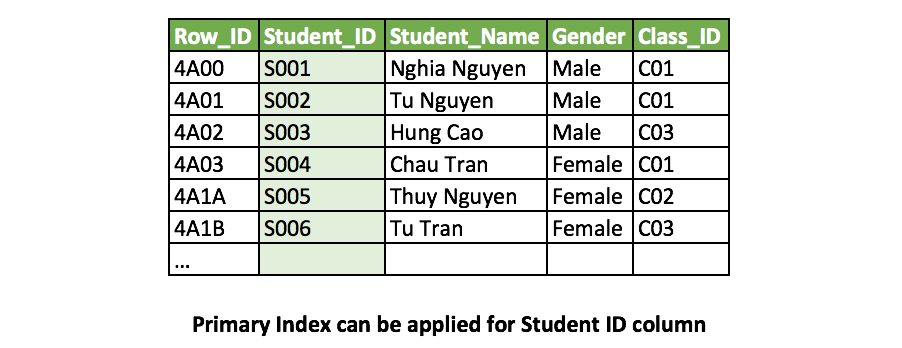 Row_ID Student_ID Student_Name Gender Class_ID
4A00 S001 Nghia Nguyen Male C01
4A01 S002 Tu Nguyen Male C01
4A02 S003 Hung Cao Male C03
4A03 S004 Chau Tran Female C01
4A1A S005 Thuy Nguyen Female C02
4A1B S006 Tu Tran Female C03
...
Primary Index can be applied for Student ID column